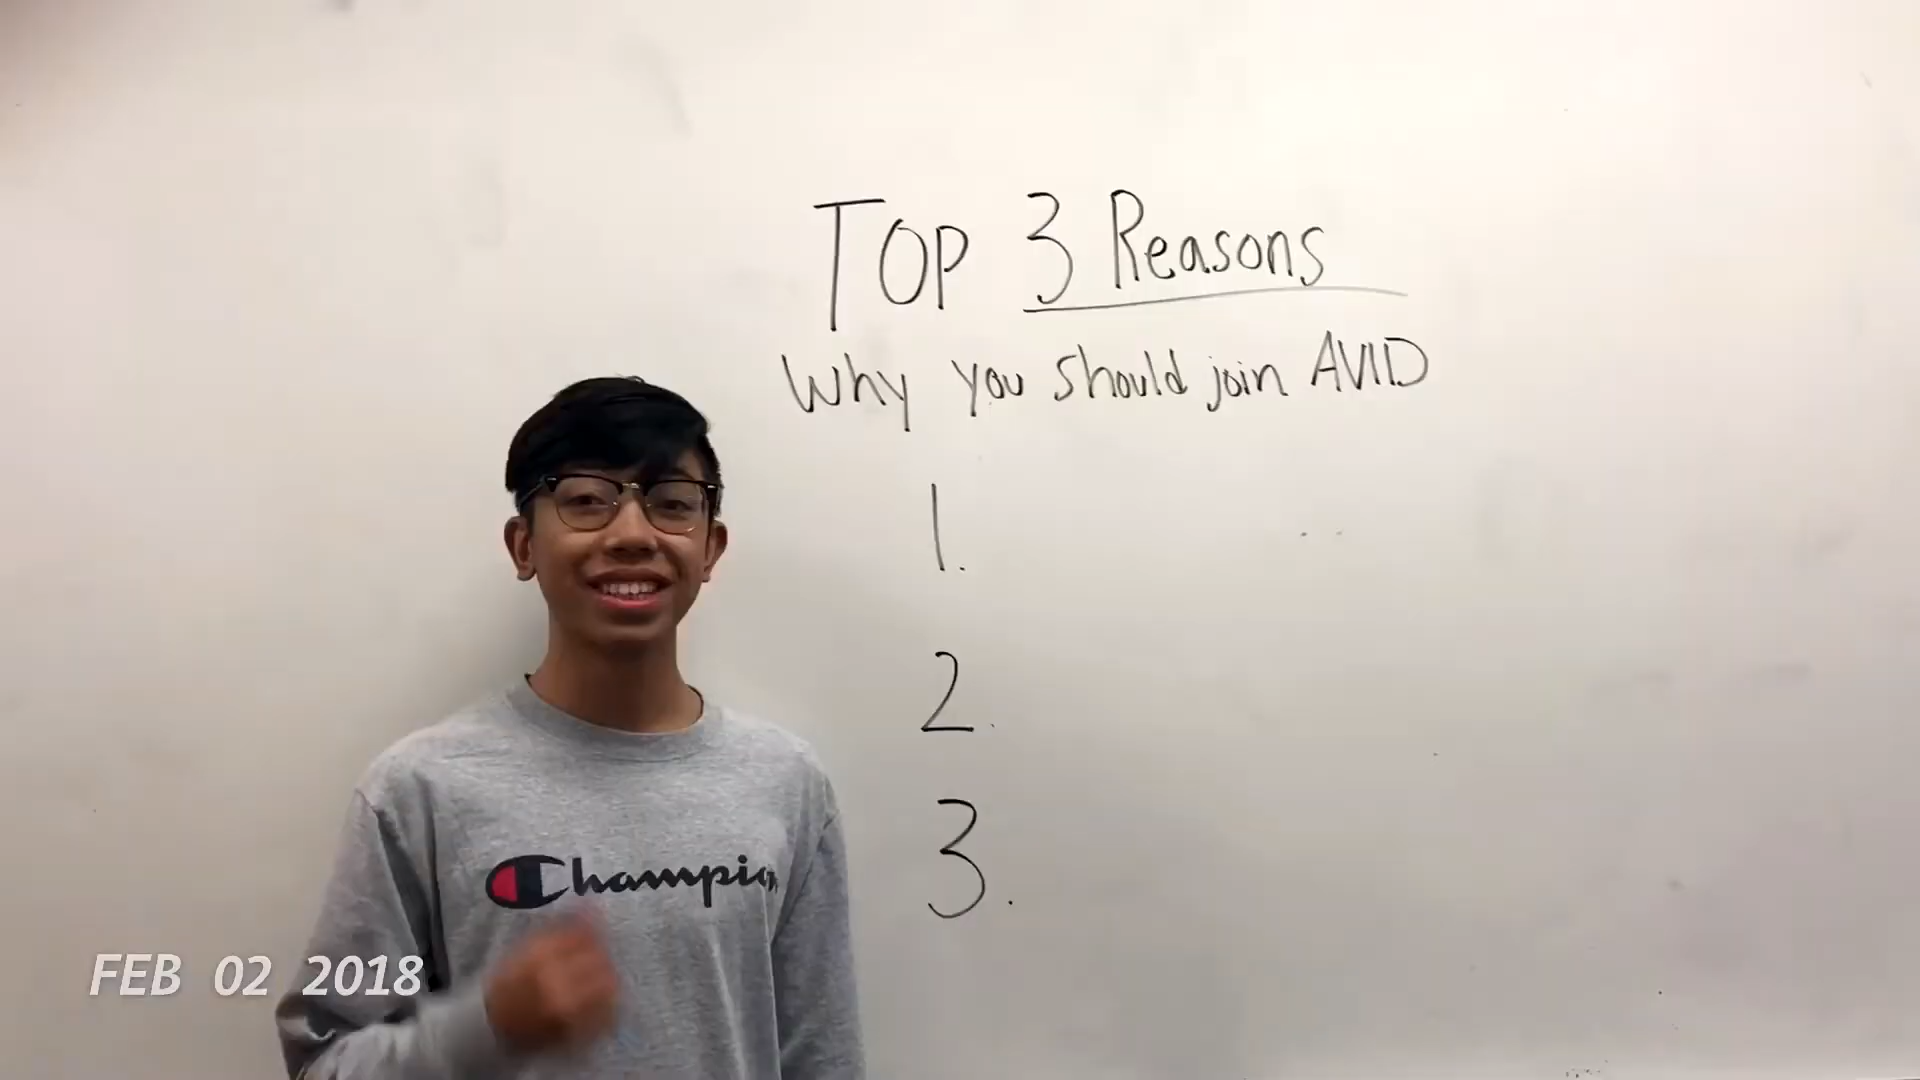 TOP 3 Reasons
Why you should join AVID
1.
2.
3.
Champion
FEB 02 2018